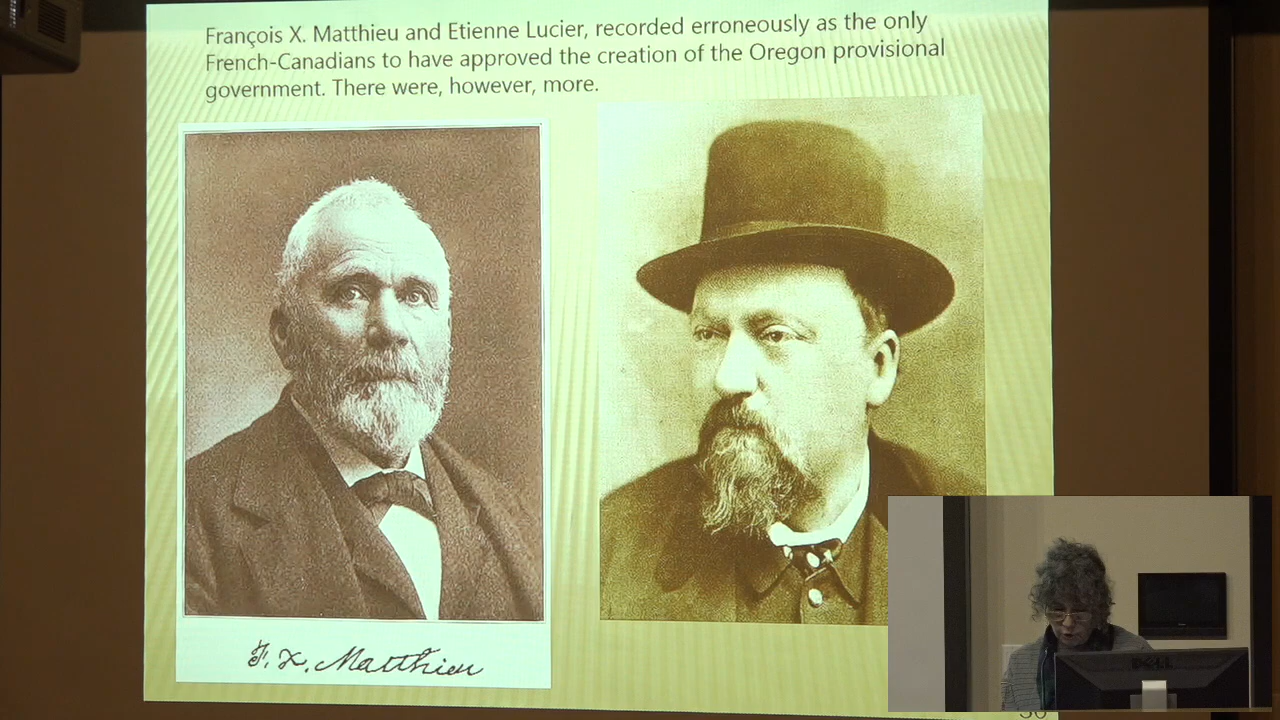 François X. Matthieu and Etienne Lucier, recorded erroneously as the only
French-Canadians to have approved the creation of the Oregon provisional
government. There were, however, more.
F. X. Matthieu
DELL